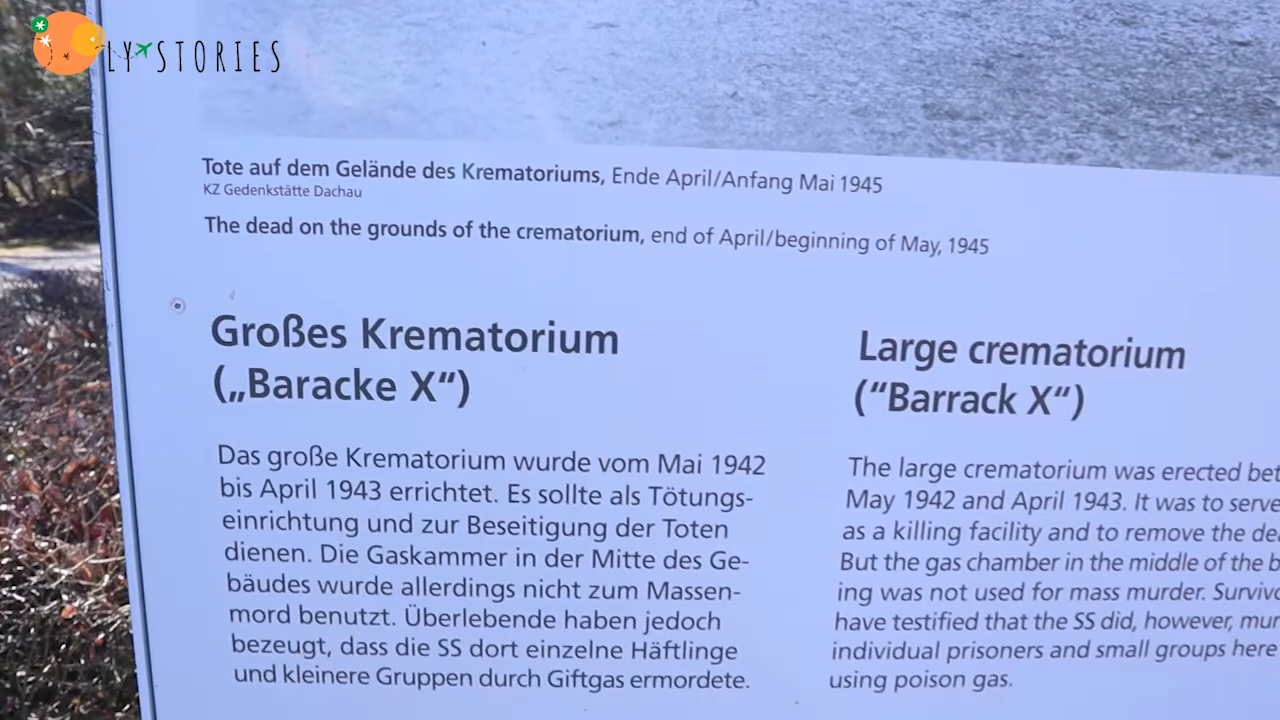 LY STORIES
Tote auf dem Gelände des Krematoriums, Ende April/Anfang Mai 1945
KZ Gedenkstätte Dachau
The dead on the grounds of the crematorium, end of April/beginning of May, 1945
Großes Krematorium
(„Baracke X“)
Das große Krematorium wurde vom Mai 1942
bis April 1943 errichtet. Es sollte als Tötungs-
einrichtung und zur Beseitigung der Toten
dienen. Die Gaskammer in der Mitte des Ge-
bäudes wurde allerdings nicht zum Massen-
mord benutzt. Überlebende haben jedoch
bezeugt, dass die SS dort einzelne Häftlinge
und kleinere Gruppen durch Giftgas ermordete.
Large crematorium
(“Barrack X“)
The large crematorium was erected
May 1942 and April 1943. It was to serve
as a killing facility and to remove the
But the gas chamber in the middle of the
ing was not used for mass murder.
have testified that the SS did, however,
individual prisoners and small groups here
using poison gas.